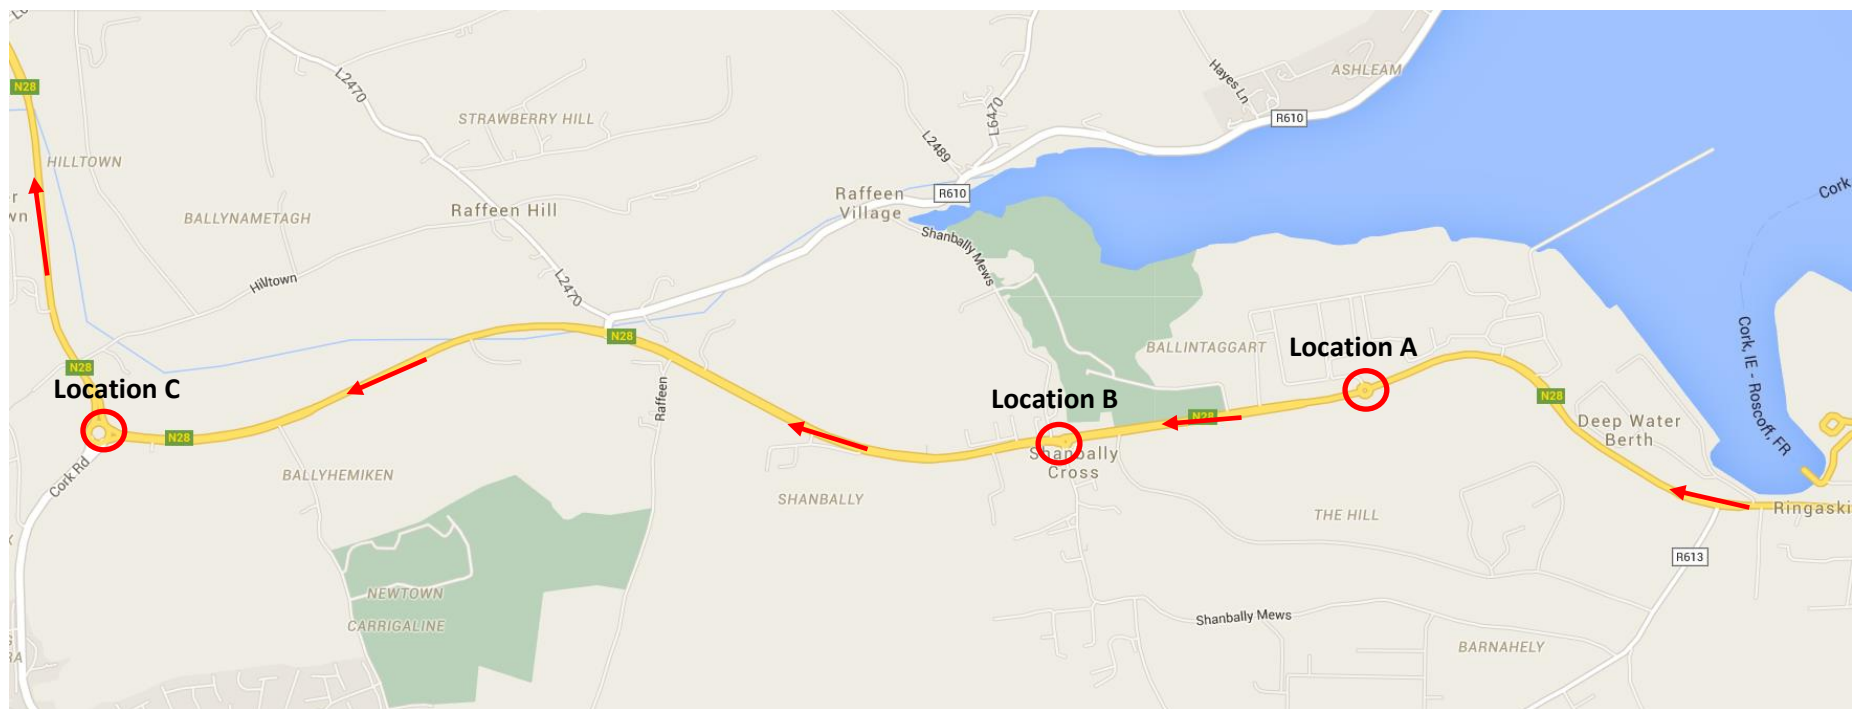 N28
L2470
STRAWBERRY HILL
HILLTOWN
BALLYNAMETAGH
Raffeen Hill
Hilltown
L2470
L2489
L6470
Hayes Ln
ASHLEAM
R610
R610
Raffeen
Village
Shanbally Mews
Cork
N28
N28
Location C
N28
Cork Rd
BALLYHEMIKEN
NEWTOWN
CARRIGALINE
Raffeen
SHANBALLY
Location B
Shanbally
Cross
BALLINTAGGART
N28
Location A
N28
Deep Water
Berth
Cork, IE - Roscoff, FR
Ringaski
THE HILL
R613
Shanbally Mews
BARNAHELY
wn
RA